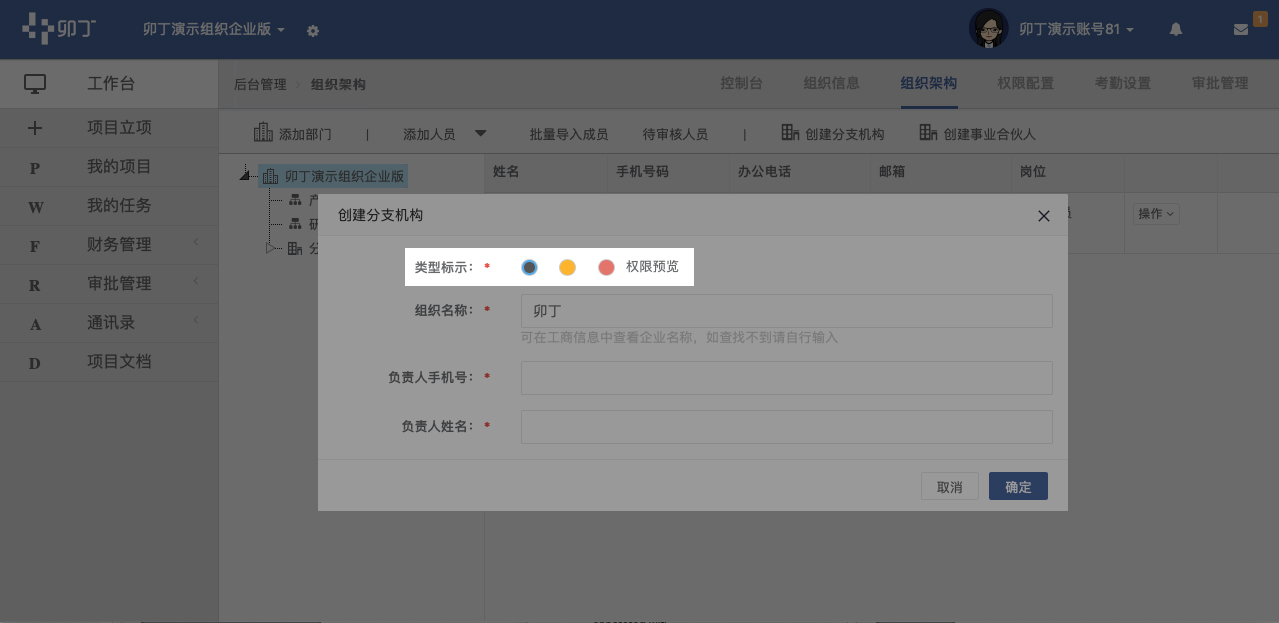 卯丁
卯丁演示组织企业版
卯丁演示账号81
1
工作台
项目立项
P 我的项目
W 我的任务
F 财务管理
R 审批管理
A 通讯录
D 项目文档
后台管理 > 组织架构
控制台 组织信息 组织架构 权限配置 考勤设置 审批管理
添加部门 | 添加人员 批量导入成员 待审核人员 | 创建分支机构 创建事业合伙人
卯丁演示组织企业版
产
研
分
姓名 手机号码 办公电话 邮箱 岗位
操作
创建分支机构
类型标示： * 权限预览
组织名称： * 卯丁
可在工商信息中查看企业名称，如查找不到请自行输入
负责人手机号： *
负责人姓名： *
取消 确定